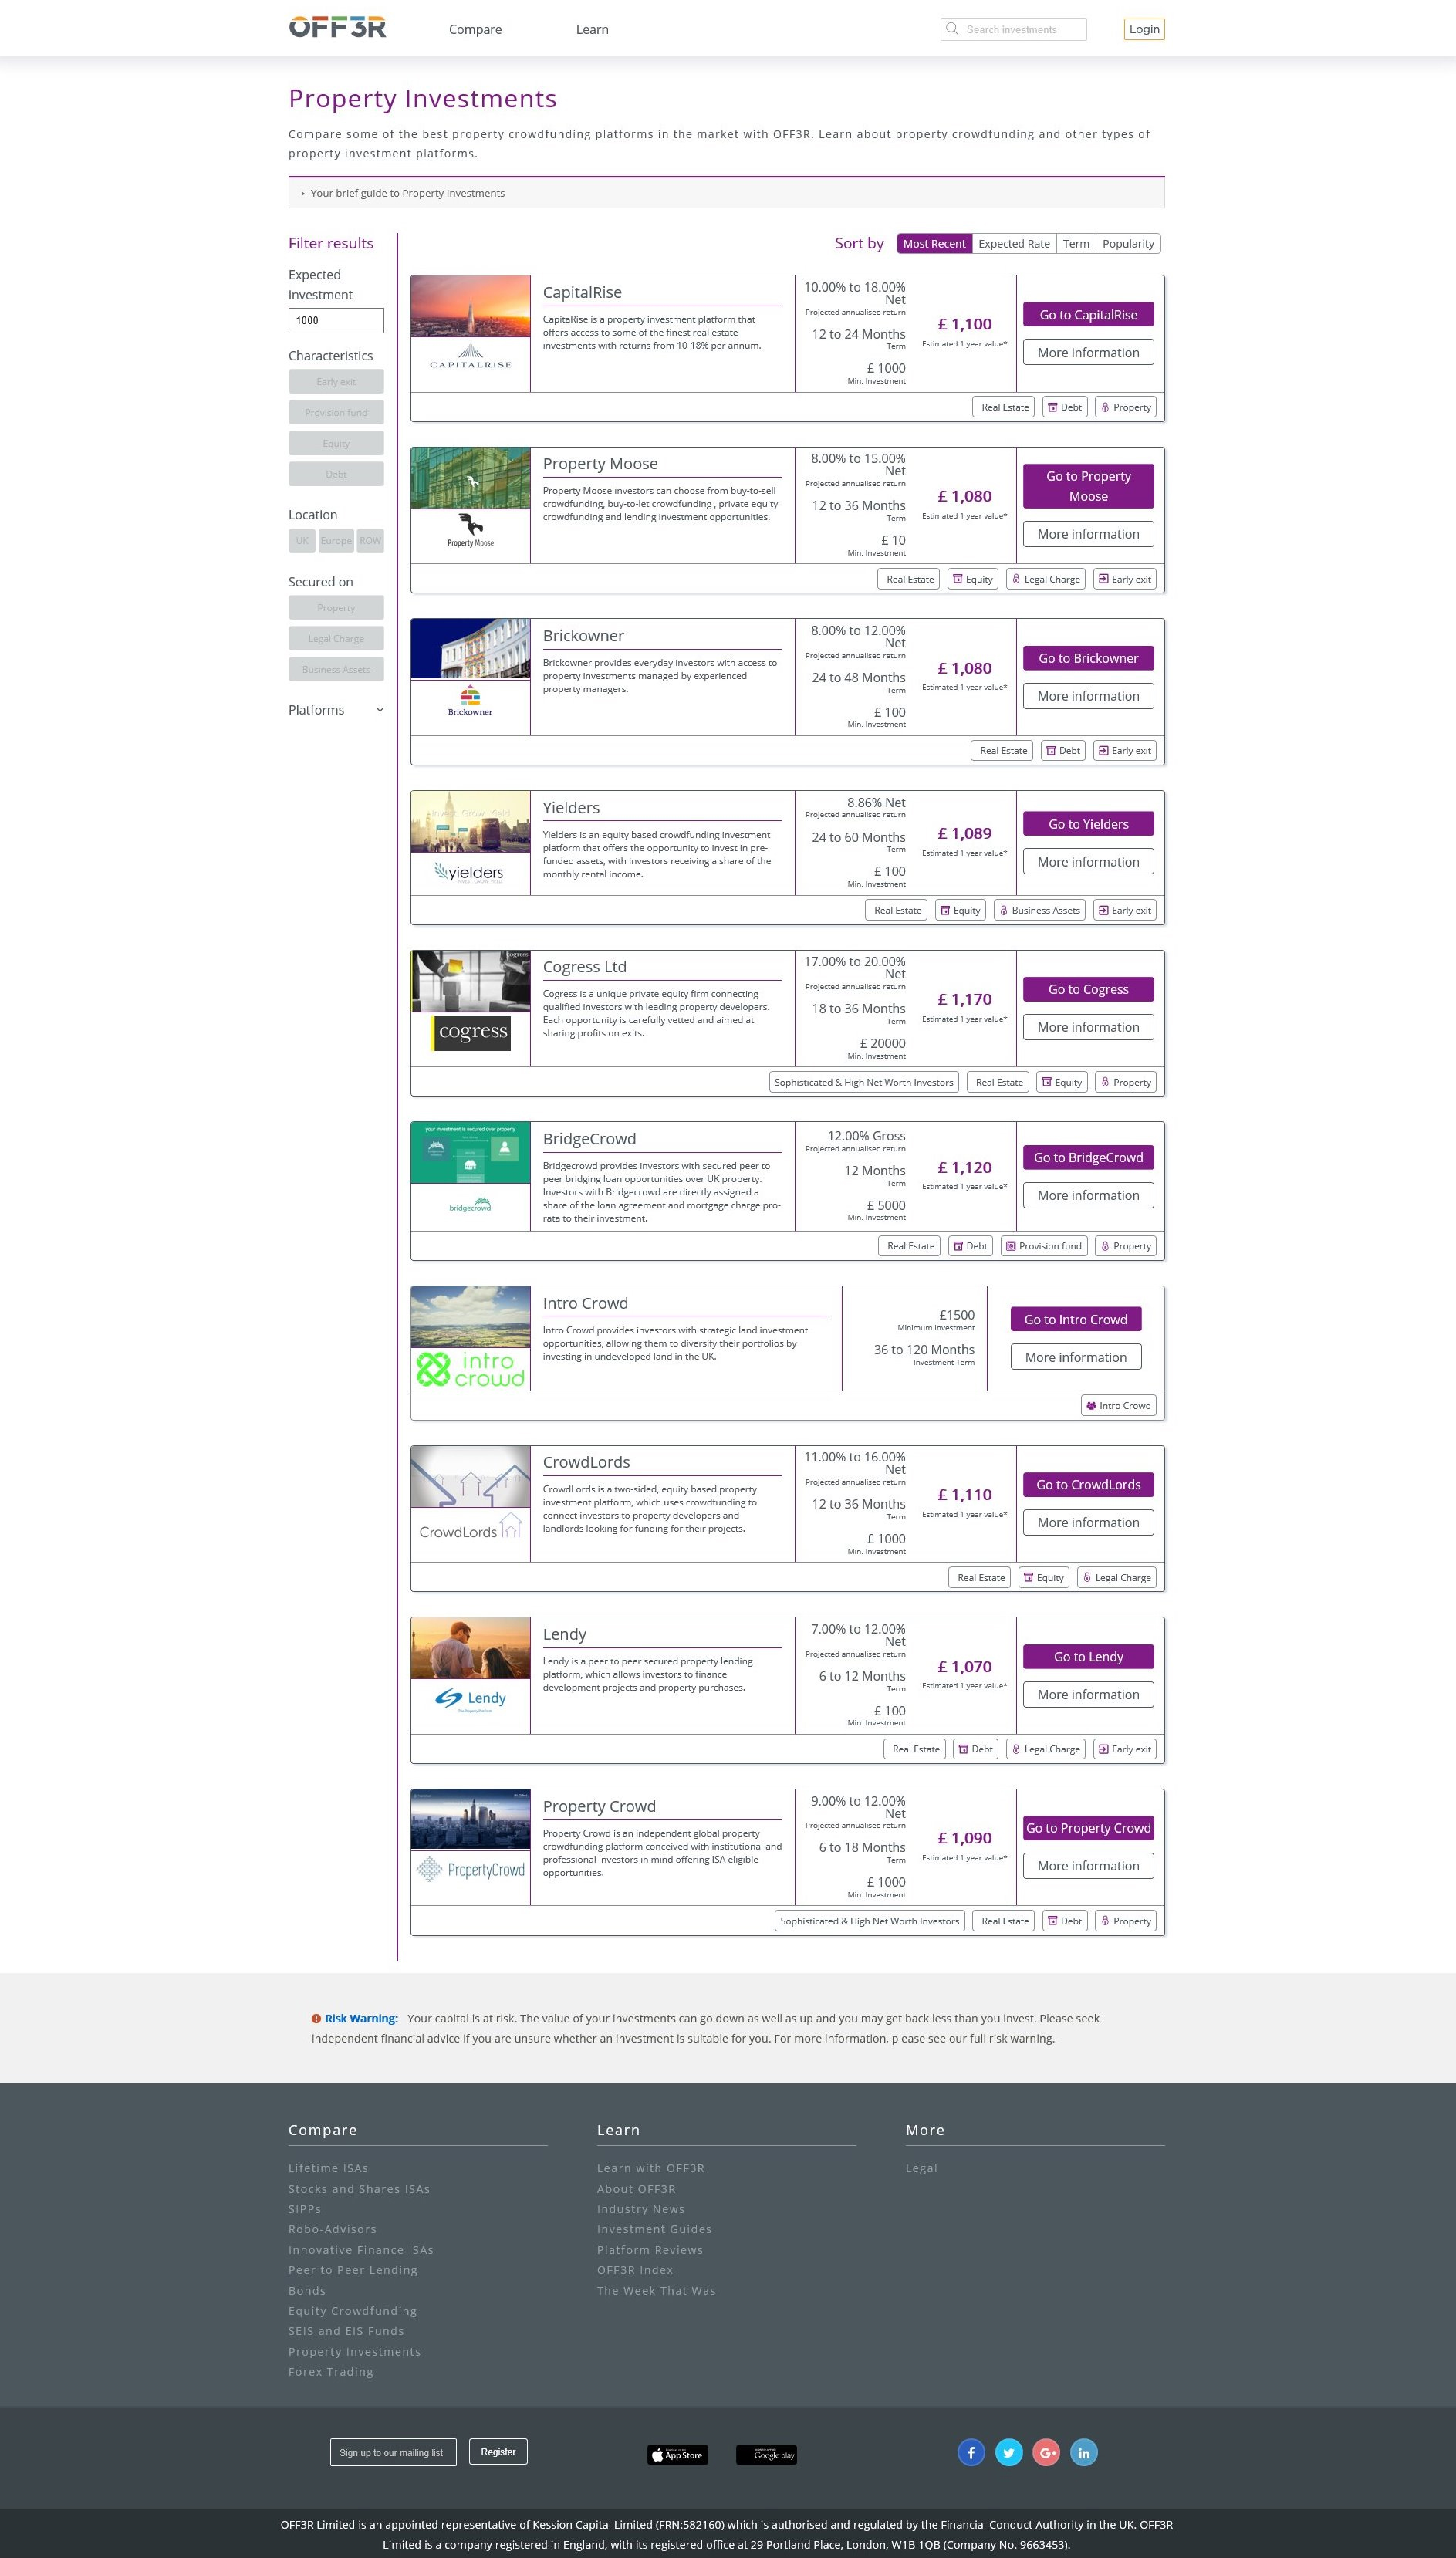 OFF3R
Compare
Learn
Search investments
Login
Property Investments
Compare some of the best property crowdfunding platforms in the market with OFF3R. Learn about property crowdfunding and other types of
property investment platforms.
Your brief guide to Property Investments
Filter results
Expected
investment
1000
Characteristics
Early exit
Provision fund
Equity
Debt
Location
UK Europe ROW
Secured on
Property
Legal Charge
Business Assets
Platforms
Sort by Most Recent Expected Rate Term Popularity
CAPITALRISE
CapitalRise
CapitaRise is a property investment platform that
offers access to some of the finest real estate
investments with returns from 10-18% per annum.
10.00% to 18.00%
Net
Projected annualised return
12 to 24 Months
Term
£ 1000
Min. Investment
£ 1,100
Estimated 1 year value*
Go to CapitalRise
More information
Real Estate Debt Property
Property Moose
Property Moose
Property Moose investors can choose from buy-to-sell
crowdfunding, buy-to-let crowdfunding , private equity
crowdfunding and lending investment opportunities.
8.00% to 15.00%
Net
Projected annualised return
12 to 36 Months
Term
£ 10
Min. Investment
£ 1,080
Estimated 1 year value*
Go to Property
Moose
More information
Real Estate Equity Legal Charge Early exit
Brickowner
Brickowner
Brickowner provides everyday investors with access to
property investments managed by experienced
property managers.
8.00% to 12.00%
Net
Projected annualised return
24 to 48 Months
Term
£ 100
Min. Investment
£ 1,080
Estimated 1 year value*
Go to Brickowner
More information
Real Estate Debt Early exit
Invest. Grow. Yield
yielders
INVEST GROW YIELD
Yielders
Yielders is an equity based crowdfunding investment
platform that offers the opportunity to invest in pre-
funded assets, with investors receiving a share of the
monthly rental income.
8.86% Net
Projected annualised return
24 to 60 Months
Term
£ 100
Min. Investment
£ 1,089
Estimated 1 year value*
Go to Yielders
More information
Real Estate Equity Business Assets Early exit
cogress
cogress
Cogress Ltd
Cogress is a unique private equity firm connecting
qualified investors with leading property developers.
Each opportunity is carefully vetted and aimed at
sharing profits on exits.
17.00% to 20.00%
Net
Projected annualised return
18 to 36 Months
Term
£ 20000
Min. Investment
£ 1,170
Estimated 1 year value*
Go to Cogress
More information
Sophisticated & High Net Worth Investors Real Estate Equity Property
your investment is secured over property
bridgecrowd
BridgeCrowd
Bridgecrowd provides investors with secured peer to
peer bridging loan opportunities over UK property.
Investors with Bridgecrowd are directly assigned a
share of the loan agreement and mortgage charge pro-
rata to their investment.
12.00% Gross
Projected annualised return
12 Months
Term
£ 5000
Min. Investment
£ 1,120
Estimated 1 year value*
Go to BridgeCrowd
More information
Real Estate Debt Provision fund Property
intro
crowd
Intro Crowd
Intro Crowd provides investors with strategic land investment
opportunities, allowing them to diversify their portfolios by
investing in undeveloped land in the UK.
£1500
Minimum Investment
36 to 120 Months
Investment Term
Go to Intro Crowd
More information
Intro Crowd
CrowdLords
CrowdLords
CrowdLords is a two-sided, equity based property
investment platform, which uses crowdfunding to
connect investors to property developers and
landlords looking for funding for their projects.
11.00% to 16.00%
Net
Projected annualised return
12 to 36 Months
Term
£ 1000
Min. Investment
£ 1,110
Estimated 1 year value*
Go to CrowdLords
More information
Real Estate Equity Legal Charge
Lendy
The Property Platform
Lendy
Lendy is a peer to peer secured property lending
platform, which allows investors to finance
development projects and property purchases.
7.00% to 12.00%
Net
Projected annualised return
6 to 12 Months
Term
£ 100
Min. Investment
£ 1,070
Estimated 1 year value*
Go to Lendy
More information
Real Estate Debt Legal Charge Early exit
PropertyCrowd
Property Crowd
Property Crowd is an independent global property
crowdfunding platform conceived with institutional and
professional investors in mind offering ISA eligible
opportunities.
9.00% to 12.00%
Net
Projected annualised return
6 to 18 Months
Term
£ 1000
Min. Investment
£ 1,090
Estimated 1 year value*
Go to Property Crowd
More information
Sophisticated & High Net Worth Investors Real Estate Debt Property
Risk Warning: Your capital is at risk. The value of your investments can go down as well as up and you may get back less than you invest. Please seek
independent financial advice if you are unsure whether an investment is suitable for you. For more information, please see our full risk warning.
Compare
Lifetime ISAs
Stocks and Shares ISAs
SIPPs
Robo-Advisors
Innovative Finance ISAs
Peer to Peer Lending
Bonds
Equity Crowdfunding
SEIS and EIS Funds
Property Investments
Forex Trading
Learn
Learn with OFF3R
About OFF3R
Industry News
Investment Guides
Platform Reviews
OFF3R Index
The Week That Was
More
Legal
Sign up to our mailing list
Register
App Store
Google play
OFF3R Limited is an appointed representative of Kession Capital Limited (FRN:582160) which is authorised and regulated by the Financial Conduct Authority in the UK. OFF3R
Limited is a company registered in England, with its registered office at 29 Portland Place, London, W1B 1QB (Company No. 9663453).